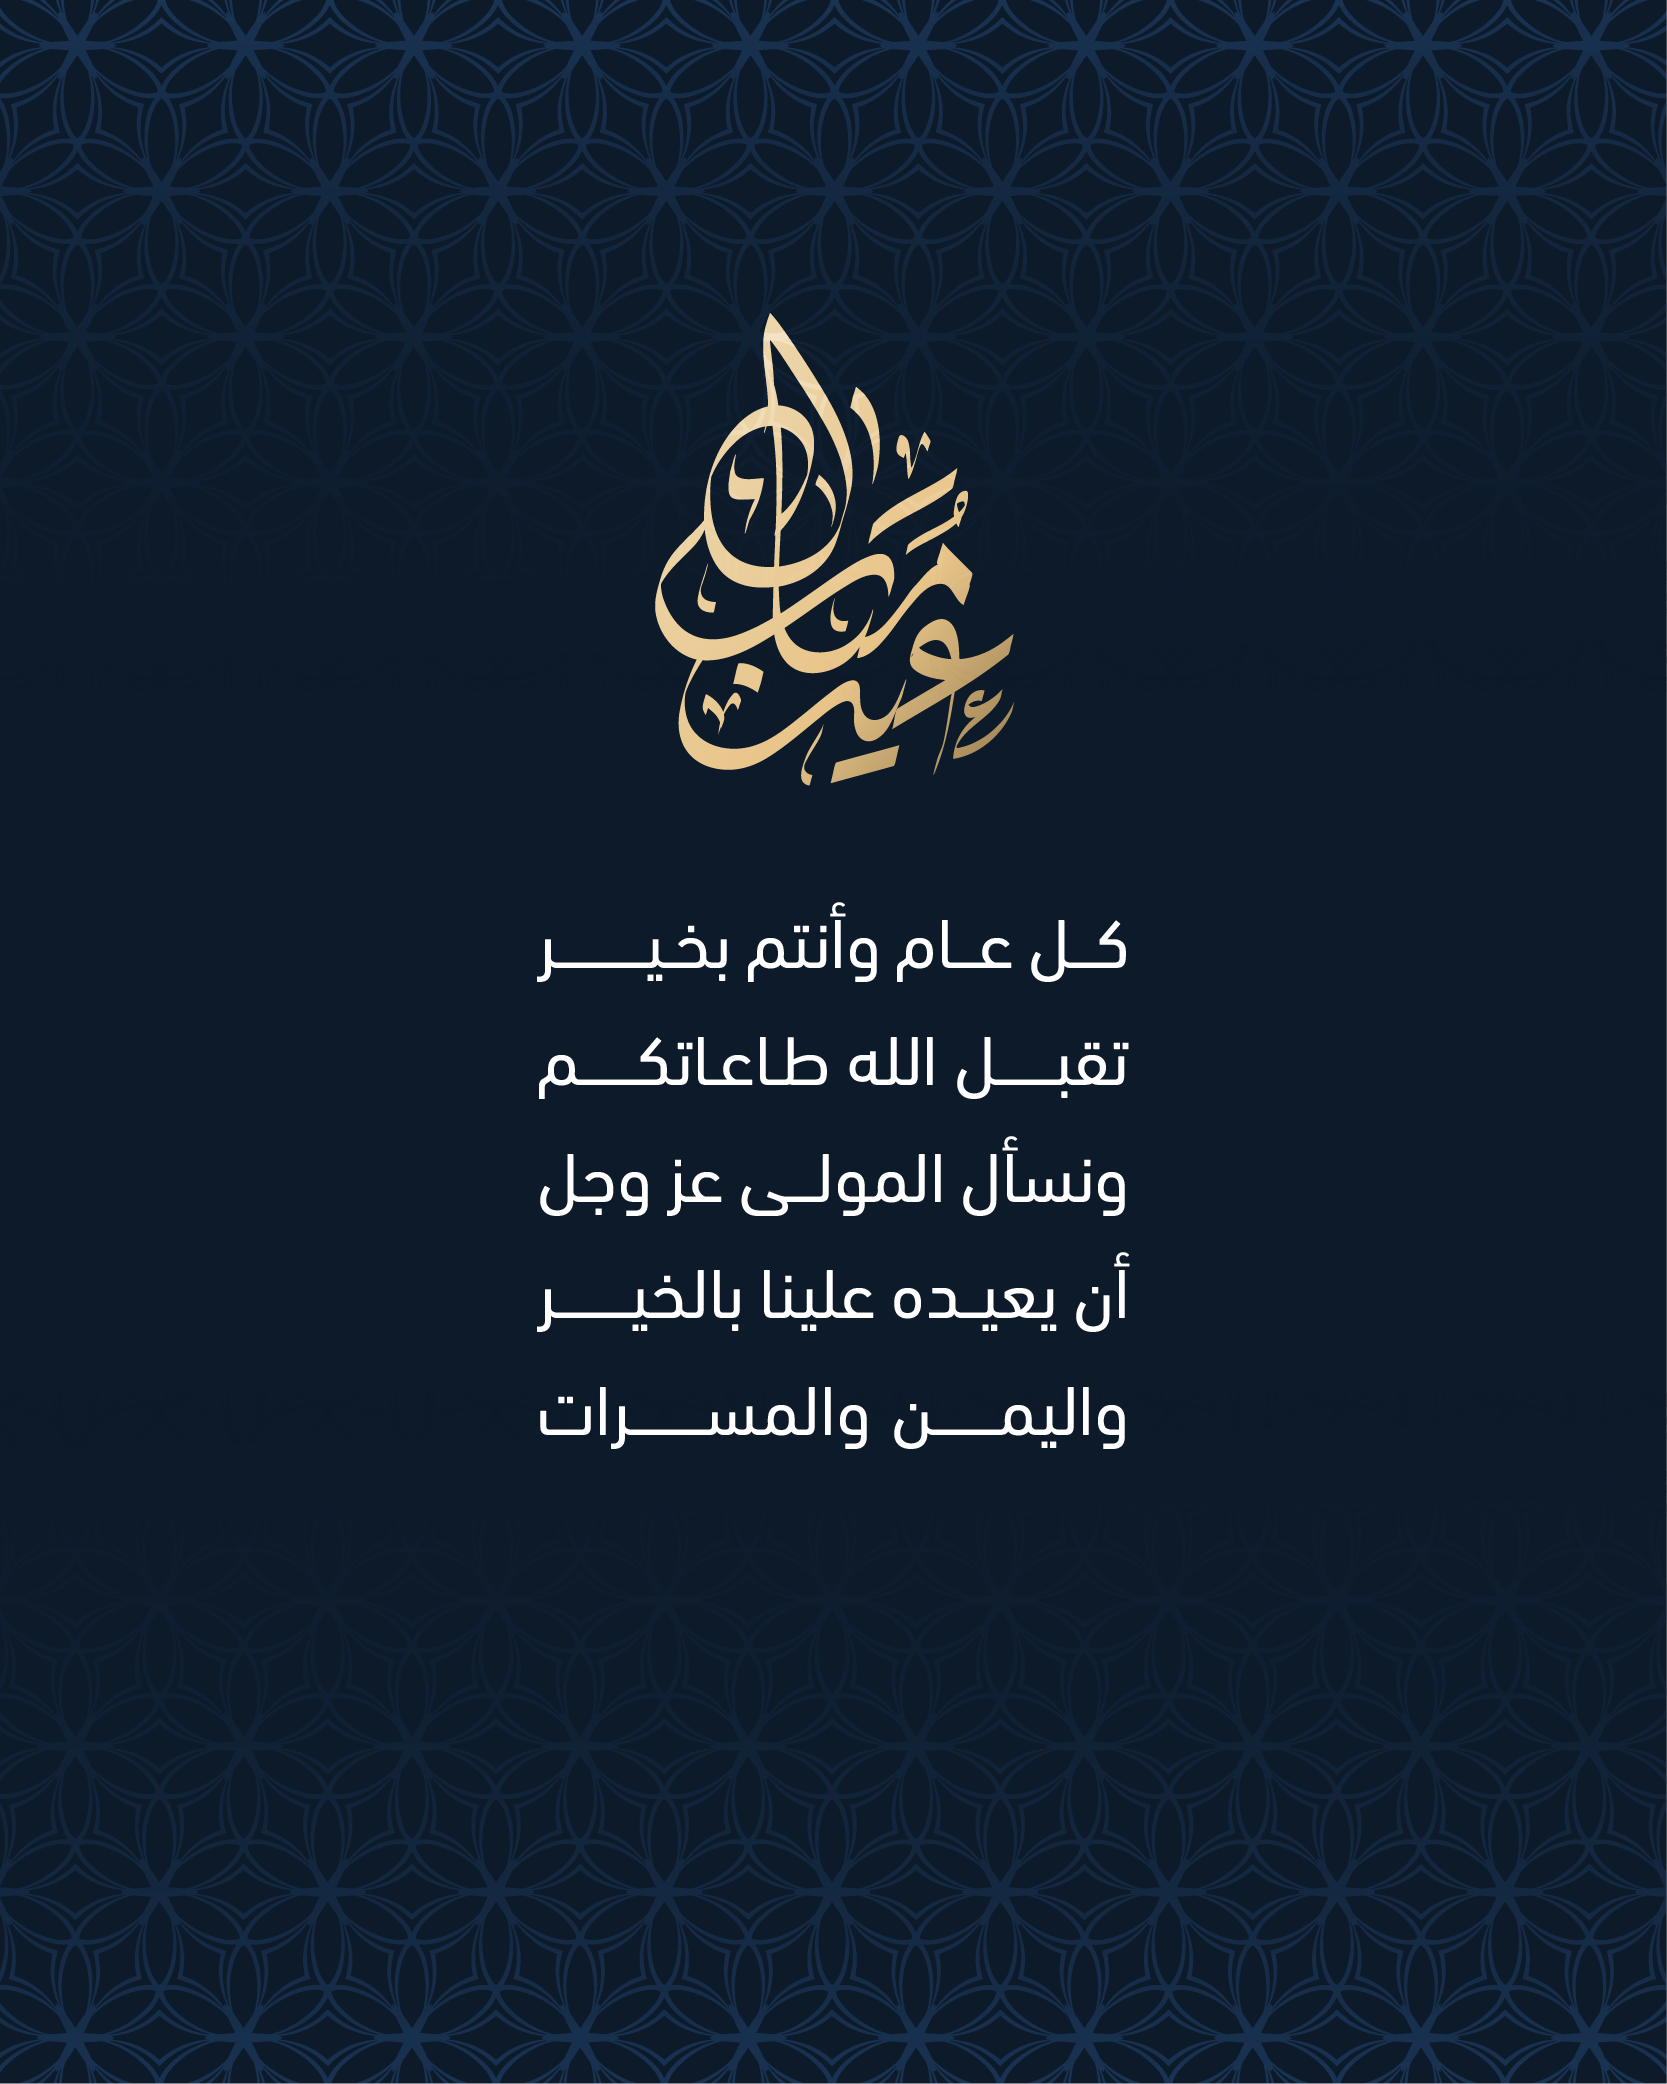 عيد مبارك
كل عام وأنتم بخير
تقبل الله طاعاتكم
ونسأل المولى عز وجل
أن يعيده علينا بالخير
واليمن والمسرات